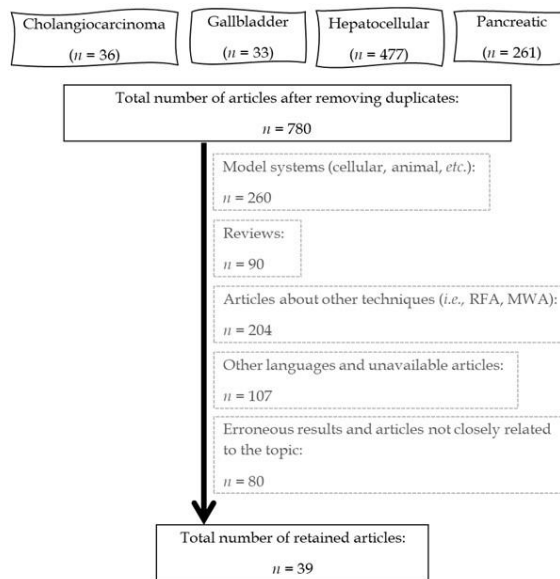 Cholangiocarcinoma
(n = 36)
Gallbladder
(n = 33)
Hepatocellular
(n = 477)
Pancreatic
(n = 261)
Total number of articles after removing duplicates:
n = 780
Model systems (cellular, animal, etc.):
n = 260
Reviews:
n = 90
Articles about other techniques (i.e., RFA, MWA):
n = 204
Other languages and unavailable articles:
n = 107
Erroneous results and articles not closely related
to the topic:
n = 80
Total number of retained articles:
n = 39